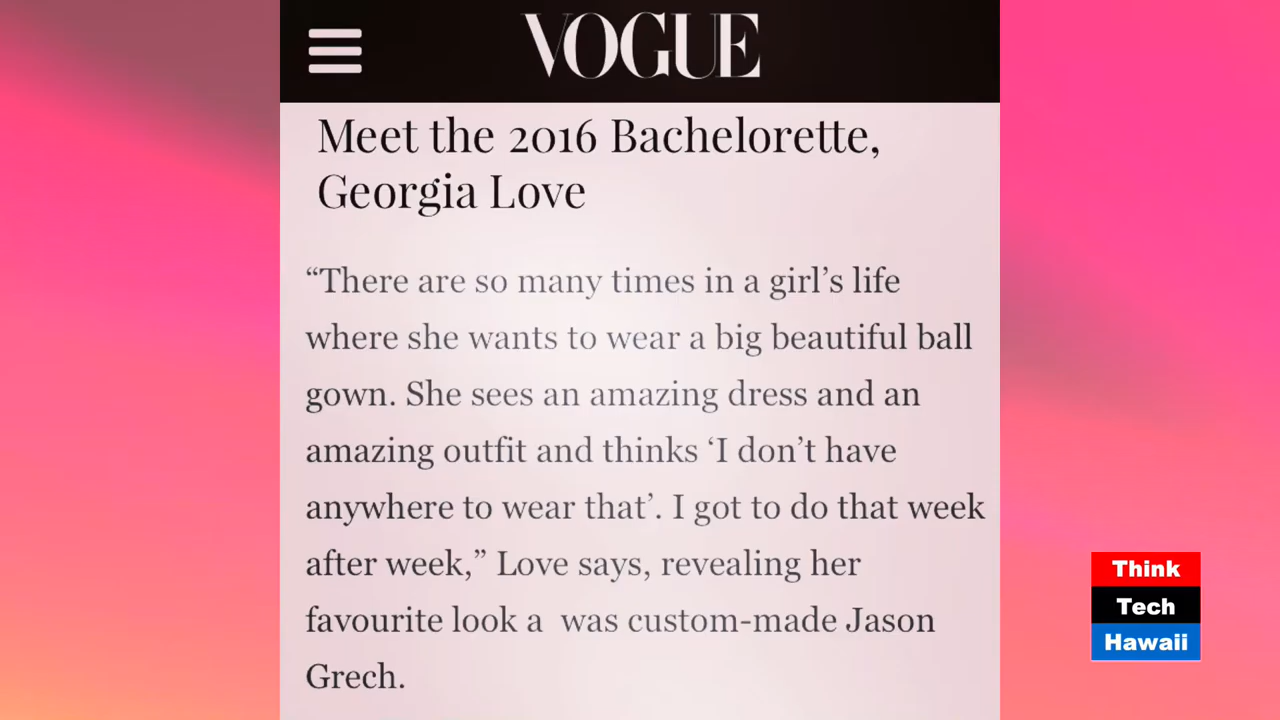 VOGUE
Meet the 2016 Bachelorette,
Georgia Love
“There are so many times in a girl’s life
where she wants to wear a big beautiful ball
gown. She sees an amazing dress and an
amazing outfit and thinks ‘I don’t have
anywhere to wear that’. I got to do that week
after week,” Love says, revealing her
favourite look a was custom-made Jason
Grech.
Think
Tech
Hawaii